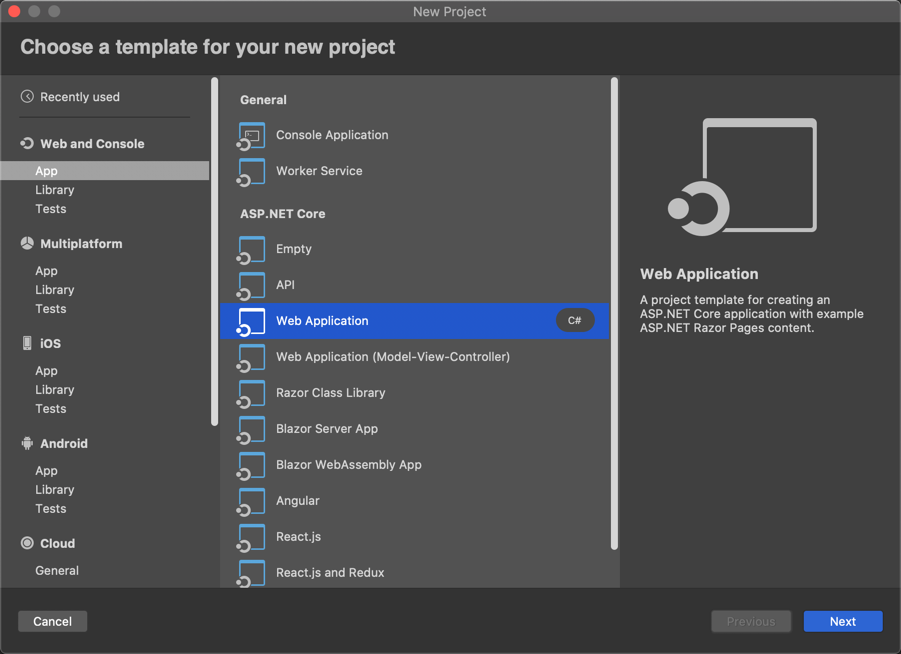 New Project
Choose a template for your new project
Recently used
Web and Console
App
Library
Tests
Multiplatform
App
Library
Tests
iOS
App
Library
Tests
Android
App
Library
Tests
Cloud
General
General
Console Application
Worker Service
ASP.NET Core
Empty
API
Web Application
C#
Web Application (Model-View-Controller)
Razor Class Library
Blazor Server App
Blazor WebAssembly App
Angular
React.js
React.js and Redux
Web Application
A project template for creating an
ASP.NET Core application with example
ASP.NET Razor Pages content.
Cancel
Previous
Next